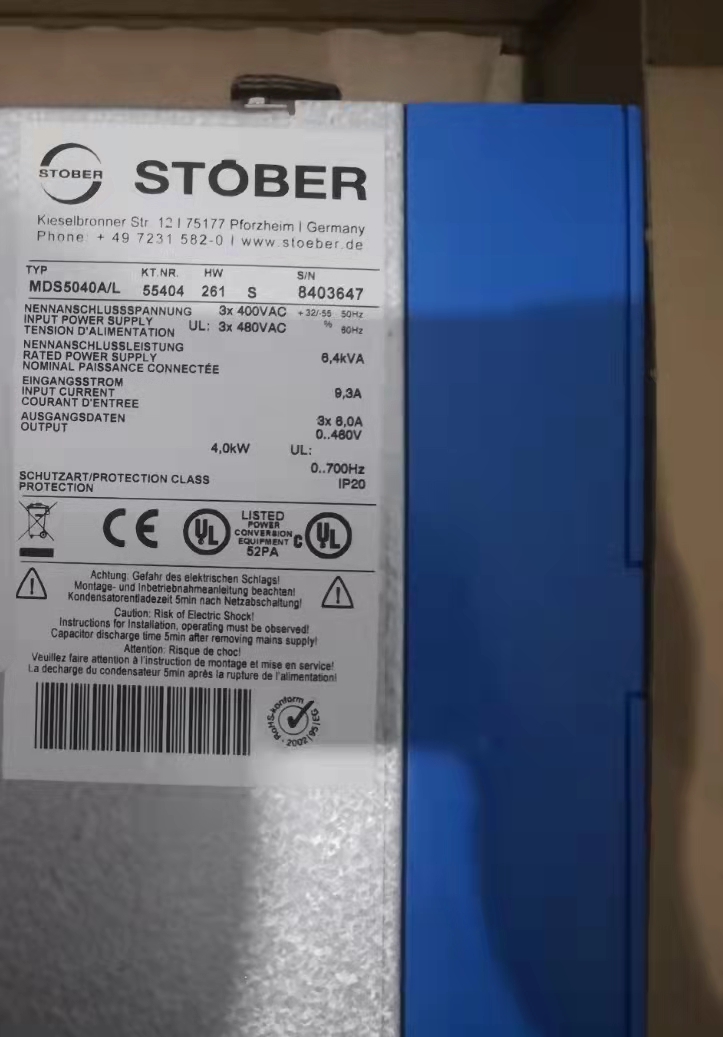 STOBER
STÖBER
Kieselbronner Str. 12 I 75177 Pforzheim I Germany
Phone: + 49 7231 582-0 I www.stoeber.de
TYP KT.NR. HW S/N
MDS5040A/L 55404 261 S 8403647
NENNANSCHLUSSSPANNUNG 3x 400VAC +32/-55 50Hz
INPUT POWER SUPPLY UL: 3x 480VAC % 60Hz
TENSION D'ALIMENTATION
NENNANSCHLUSSLEISTUNG
RATED POWER SUPPLY 6,4kVA
NOMINAL PAISSANCE CONNECTÉE
EINGANGSSTROM
INPUT CURRENT 9,3A
COURANT D'ENTREE
AUSGANGSDATEN 3x 6,0A
OUTPUT 0..460V
4,0kW UL:
0..700Hz
SCHUTZART/PROTECTION CLASS IP20
PROTECTION
CE UL LISTED C UL
POWER
CONVERSION
EQUIPMENT
52PA
Achtung: Gefahr des elektrischen Schlags!
Montage- und Inbetriebnahmeanleitung beachten!
Kondensatorentladezeit 5min nach Netzabschaltung!
Caution: Risk of Electric Shock!
Instructions for Installation, operating must be observed!
Capacitor discharge time 5min after removing mains supply!
Attention: Risque de choc!
Veuillez faire attention à l'instruction de montage et mise en service!
La decharge du condensateur 5min après la rupture de l'alimentation!
RoHS-konform
2002/95/EG